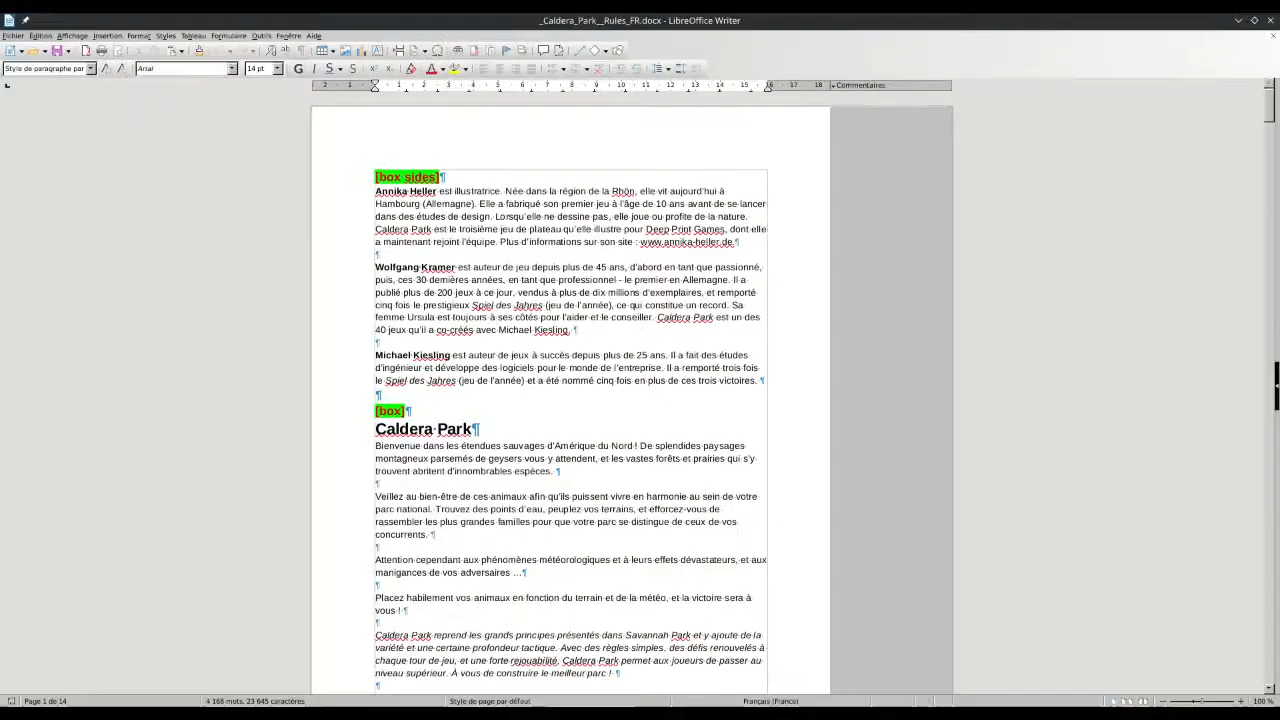 _Caldera_Park__Rules_FR.docx - LibreOffice Writer
Fichier Édition Affichage Insertion Format Styles Tableau Formulaire Outils Fenêtre Aide
Style de paragraphe par Arial 14 pt
2 1 1 2 3 4 5 6 7 8 9 10 11 12 13 14 15 16 17 18 Commentaires
[box sides]¶
Annika Heller est illustratrice. Née dans la région de la Rhön, elle vit aujourd'hui à
Hambourg (Allemagne). Elle a fabriqué son premier jeu à l'âge de 10 ans avant de se lancer
dans des études de design. Lorsqu'elle ne dessine pas, elle joue ou profite de la nature.
Caldera Park est le troisième jeu de plateau qu'elle illustre pour Deep Print Games, dont elle
a maintenant rejoint l'équipe. Plus d'informations sur son site : www.annika-heller.de¶
¶
Wolfgang Kramer est auteur de jeu depuis plus de 45 ans, d'abord en tant que passionné,
puis, ces 30 dernières années, en tant que professionnel - le premier en Allemagne. Il a
publié plus de 200 jeux à ce jour, vendus à plus de dix millions d'exemplaires, et remporté
cinq fois le prestigieux Spiel des Jahres (jeu de l'année), ce qui constitue un record. Sa
femme Ursula est toujours à ses côtés pour l'aider et le conseiller. Caldera Park est un des
40 jeux qu'il a co-créés avec Michael Kiesling. ¶
¶
Michael Kiesling est auteur de jeux à succès depuis plus de 25 ans. Il a fait des études
d'ingénieur et développe des logiciels pour le monde de l'entreprise. Il a remporté trois fois
le Spiel des Jahres (jeu de l'année) et a été nommé cinq fois en plus de ces trois victoires. ¶
¶
[box]¶
Caldera Park¶
Bienvenue dans les étendues sauvages d'Amérique du Nord ! De splendides paysages
montagneux parsemés de geysers vous y attendent, et les vastes forêts et prairies qui s'y
trouvent abritent d'innombrables espèces. ¶
¶
Veillez au bien-être de ces animaux afin qu'ils puissent vivre en harmonie au sein de votre
parc national. Trouvez des points d'eau, peuplez vos terrains, et efforcez-vous de
rassembler les plus grandes familles pour que votre parc se distingue de ceux de vos
concurrents. ¶
¶
Attention cependant aux phénomènes météorologiques et à leurs effets dévastateurs, et aux
manigances de vos adversaires ...¶
¶
Placez habilement vos animaux en fonction du terrain et de la météo, et la victoire sera à
vous ! ¶
¶
Caldera Park reprend les grands principes présentés dans Savannah Park et y ajoute de la
variété et une certaine profondeur tactique. Avec des règles simples, des défis renouvelés à
chaque tour de jeu, et une forte rejouabilité, Caldera Park permet aux joueurs de passer au
niveau supérieur. À vous de construire le meilleur parc ! ¶
¶
Page 1 de 14 4 168 mots, 23 645 caractères Style de page par défaut Français (France) 100 %